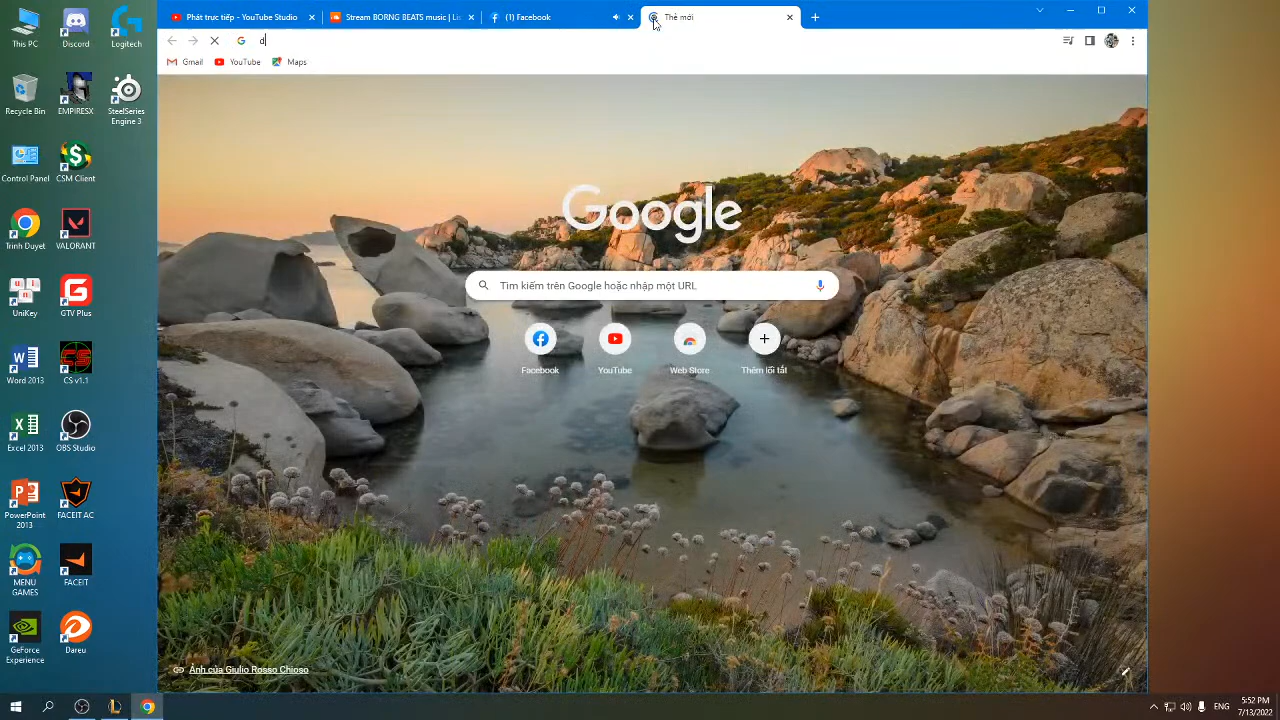 Phát trực tiếp - YouTube Studio
Stream BORNG BEATS music | Li
(1) Facebook
Thẻ mới
d
Gmail
YouTube
Maps
Google
Tìm kiếm trên Google hoặc nhập một URL
Facebook
YouTube
Web Store
Thêm lối tắt
Ảnh của Giulio Rosso Chioso
This PC
Discord
Logitech
Recycle Bin
EMPIRESX
SteelSeries
Engine 3
Control Panel
CSM Client
Trinh Duyet
VALORANT
UniKey
GTV Plus
Word 2013
CS v1.1
Excel 2013
OBS Studio
PowerPoint
2013
FACEIT AC
MENU
GAMES
FACEIT
GeForce
Experience
Dareu
ENG
5:52 PM
7/13/2022